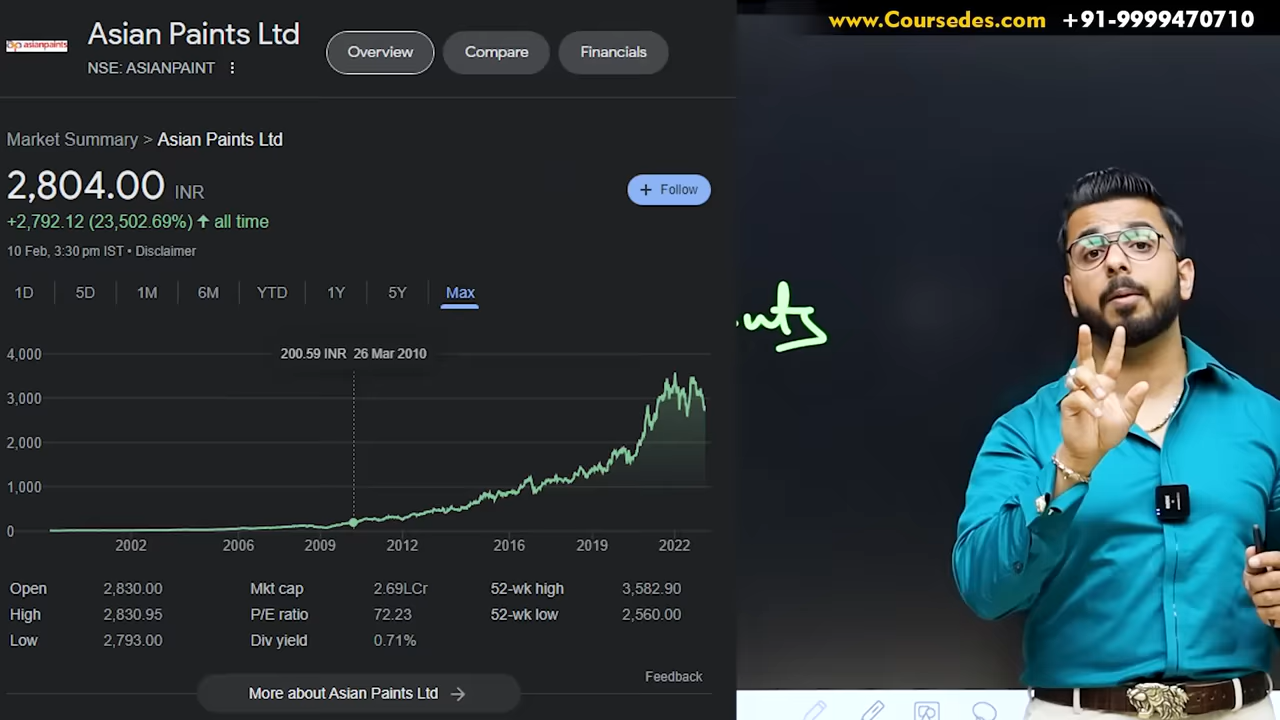 www.Coursedes.com +91-9999470710
asianpaints
Asian Paints Ltd
NSE: ASIANPAINT
Overview
Compare
Financials
Market Summary > Asian Paints Ltd
2,804.00 INR
+ Follow
+2,792.12 (23,502.69%) ↑ all time
10 Feb, 3:30 pm IST • Disclaimer
1D 5D 1M 6M YTD 1Y 5Y Max
200.59 INR 26 Mar 2010
4,000
3,000
2,000
1,000
0
2002 2006 2009 2012 2016 2019 2022
Open 2,830.00 Mkt cap 2.69LCr 52-wk high 3,582.90
High 2,830.95 P/E ratio 72.23 52-wk low 2,560.00
Low 2,793.00 Div yield 0.71%
Feedback
More about Asian Paints Ltd →